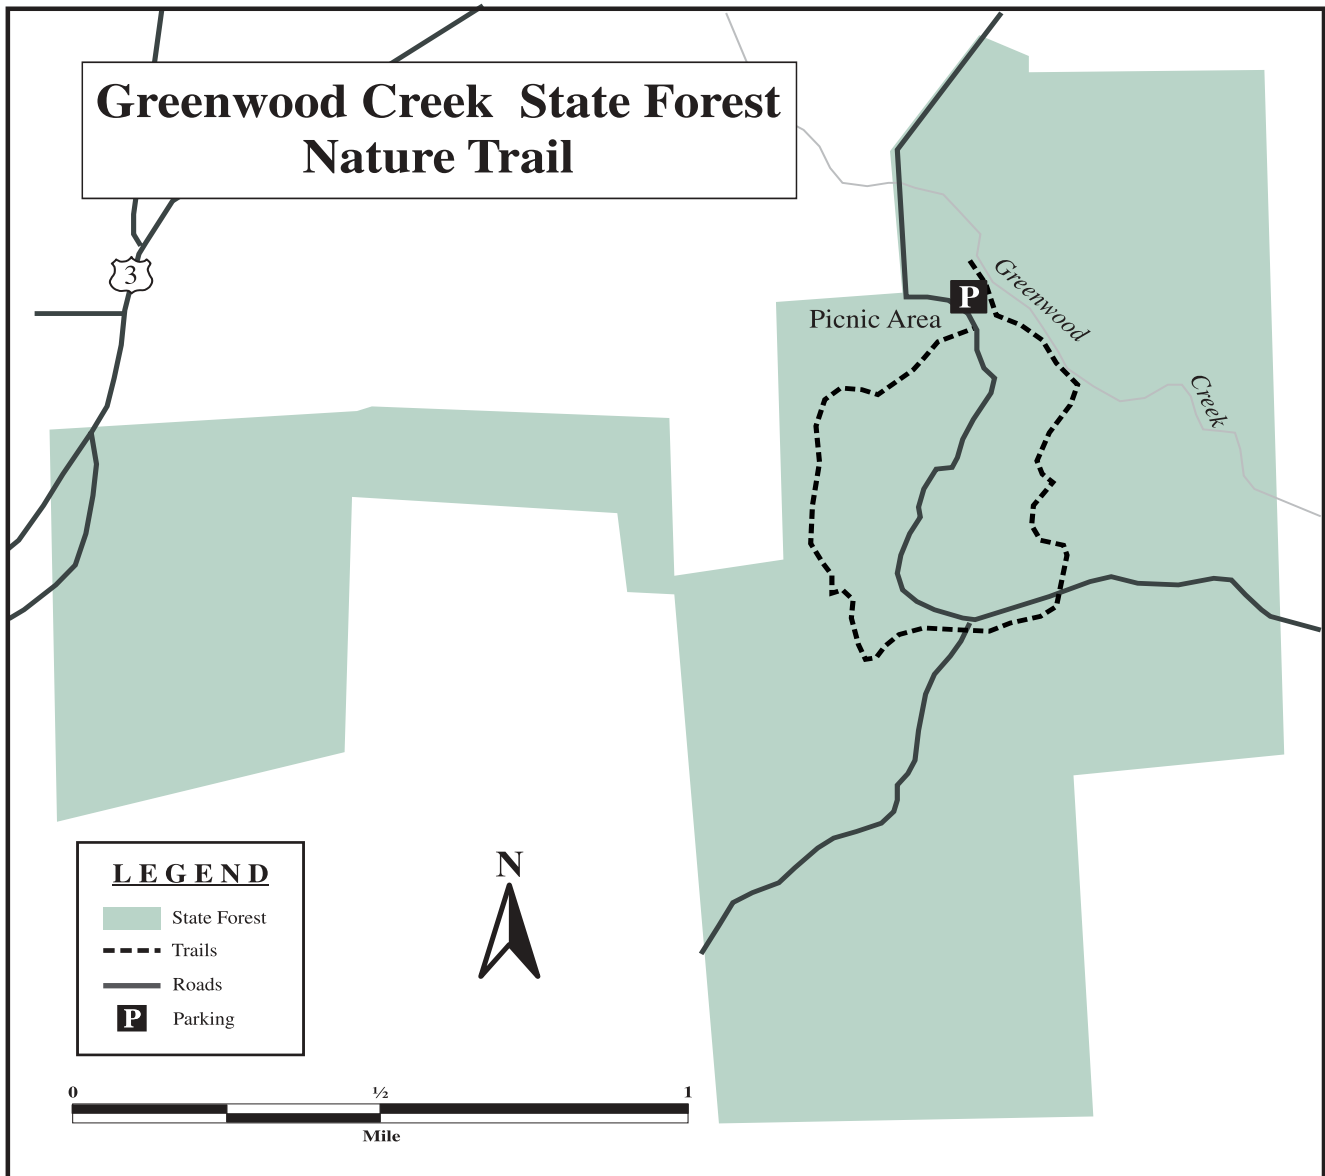 Greenwood Creek State Forest
Nature Trail
3
P
Picnic Area
Greenwood
Creek
N
LEGEND
State Forest
Trails
Roads
P Parking
0 ½ 1
Mile